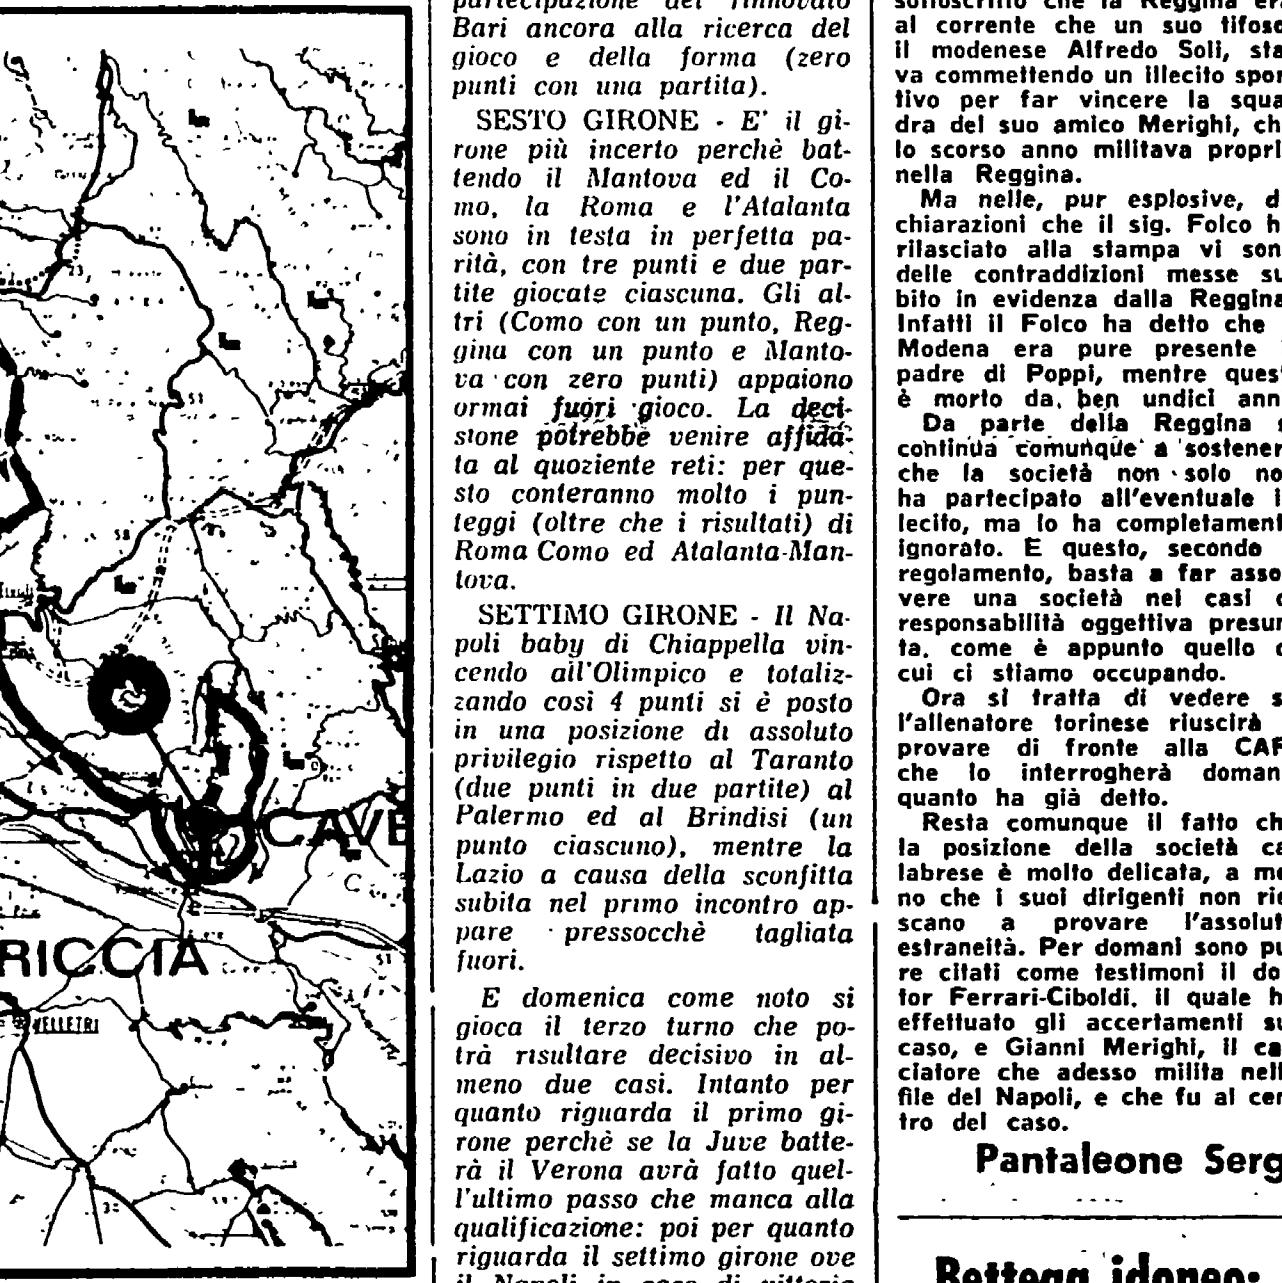 CAVE
RICCIA
VELLETRI
partecipazione del rinnovato
Bari ancora alla ricerca del
gioco e della forma (zero
punti con una partita).
SESTO GIRONE - E' il gi-
rone più incerto perchè bat-
tendo il Mantova ed il Co-
mo, la Roma e l'Atalanta
sono in testa in perfetta pa-
rità, con tre punti e due par-
tite giocate ciascuna. Gli al-
tri (Como con un punto, Reg-
gina con un punto e Manto-
va con zero punti) appaiono
ormai fuori gioco. La deci-
sione potrebbe venire affida-
ta al quoziente reti: per que-
sto conteranno molto i pun-
teggi (oltre che i risultati) di
Roma Como ed Atalanta-Man-
tova.
SETTIMO GIRONE - Il Na-
poli baby di Chiappella vin-
cendo all'Olimpico e totaliz-
zando così 4 punti si è posto
in una posizione di assoluto
privilegio rispetto al Taranto
(due punti in due partite) al
Palermo ed al Brindisi (un
punto ciascuno), mentre la
Lazio a causa della sconfitta
subita nel primo incontro ap-
pare pressocchè tagliata
fuori.
E domenica come noto si
gioca il terzo turno che po-
trà risultare decisivo in al-
meno due casi. Intanto per
quanto riguarda il primo gi-
rone perchè se la Juve batte-
rà il Verona avrà fatto quel-
l'ultimo passo che manca alla
qualificazione: poi per quanto
riguarda il settimo girone ove
il Napoli in caso di vittoria
sottoscritto che la Reggina era
al corrente che un suo tifoso
il modenese Alfredo Soli, sta
va commettendo un illecito spor
tivo per far vincere la squa
dra del suo amico Merighi, ch
lo scorso anno militava propri
nella Reggina.
Ma nelle, pur esplosive, d
chiarazioni che il sig. Folco h
rilasciato alla stampa vi son
delle contraddizioni messe su
bito in evidenza dalla Reggina
Infatti il Folco ha detto che
Modena era pure presente
padre di Poppi, mentre ques'
è morto da, ben undici ann
Da parte della Reggina s
continua comunque a sostener
che la società non solo no
ha partecipato all'eventuale i
lecito, ma lo ha completament
ignorato. E questo, secondo
regolamento, basta a far asso
vere una società nei casi d
responsabilità oggettiva presun
ta, come è appunto quello d
cui ci stiamo occupando.
Ora si tratta di vedere s
l'allenatore torinese riuscirà
provare di fronte alla CAF
che lo interrogherà doman
quanto ha già detto.
Resta comunque il fatto ch
la posizione della società ca
labrese è molto delicata, a me
no che i suoi dirigenti non rie
scano a provare l'assolut
estraneità. Per domani sono pu
re citati come testimoni il do
tor Ferrari-Ciboldi, il quale h
effettuato gli accertamenti su
caso, e Gianni Merighi, il ca
ciatore che adesso milita nell
file del Napoli, e che fu al cen
tro del caso.
Pantaleone Serg
Bettega idoneo: